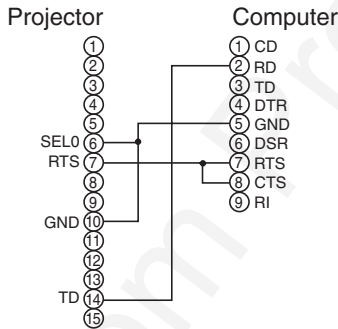 Projector
1
2
3
4
5
SEL0 6
RTS 7
8
9
GND 10
11
12
13
TD 14
15
Computer
1 CD
2 RD
3 TD
4 DTR
5 GND
6 DSR
7 RTS
8 CTS
9 RI